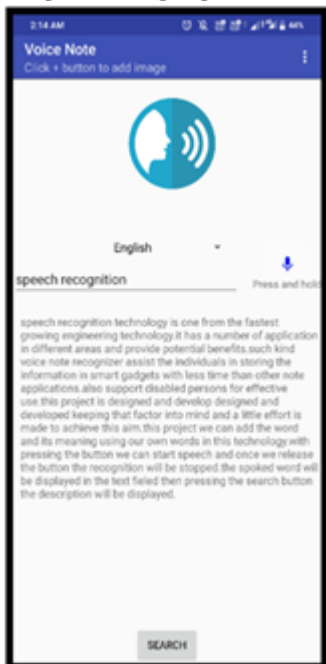 2:14 AM
44%
Voice Note
Click + button to add image
English
speech recognition
Press and hold
speech recognition technology is one from the fastest
growing engineering technology.it has a number of application
in different areas and provide potential benefits.such kind
voice note recognizer assist the individuals in storing the
information in smart gadgets with less time than other note
applications.also support disabled persons for effective
use.this project is designed and develop designed and
developed keeping that factor into mind and a little effort is
made to achieve this aim.this project we can add the word
and its meaning using our own words in this technology.with
pressing the button we can start speech and once we release
the button the recognition will be stopped.the spoked word will
be displayed in the text fieled then pressing the search button
the description will be displayed.
SEARCH